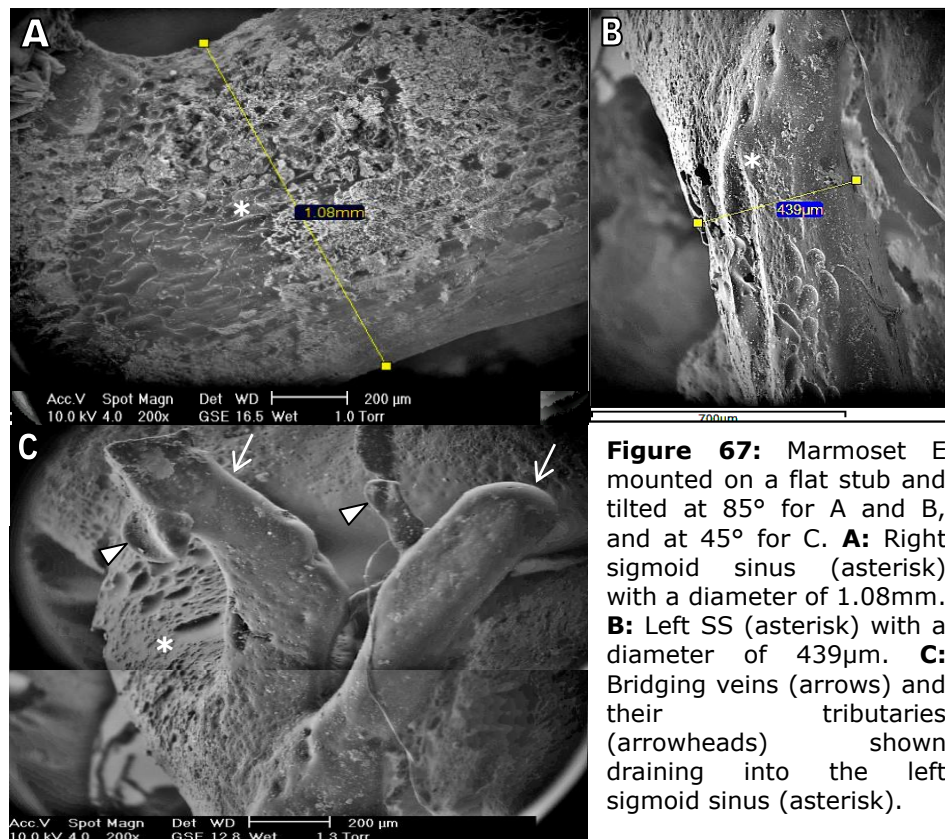 A
B
*
1.08mm
*
439µm
Acc.V Spot Magn Det WD 200 µm
10.0 kV 4.0 200x GSE 16.5 Wet 1.0 Torr
700µm
C
*
Acc.V Spot Magn Det WD 200 µm
10.0 kV 4.0 200x GSE 12.8 Wet 1.3 Torr
Figure 67: Marmoset E
mounted on a flat stub and
tilted at 85° for A and B,
and at 45° for C. A: Right
sigmoid sinus (asterisk)
with a diameter of 1.08mm.
B: Left SS (asterisk) with a
diameter of 439µm. C:
Bridging veins (arrows) and
their tributaries
(arrowheads) shown
draining into the left
sigmoid sinus (asterisk).